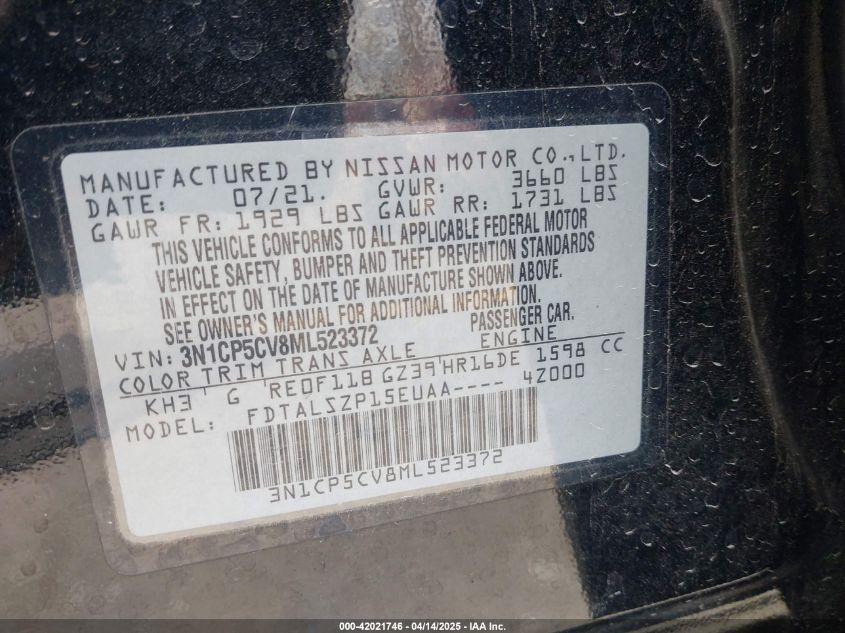 MANUFACTURED BY NISSAN MOTOR CO., LTD.
DATE: 07/21. GVWR: 3660 LBS
GAWR FR: 1929 LBS GAWR RR: 1731 LBS
THIS VEHICLE CONFORMS TO ALL APPLICABLE FEDERAL MOTOR
VEHICLE SAFETY, BUMPER AND THEFT PREVENTION STANDARDS
IN EFFECT ON THE DATE OF MANUFACTURE SHOWN ABOVE.
SEE OWNER'S MANUAL FOR ADDITIONAL INFORMATION.
VIN: 3N1CP5CV8ML523372 PASSENGER CAR.
COLOR TRIM TRANS AXLE ENGINE
KH3 G RE0F11B GZ39 HR16DE 1598 CC
MODEL: FDTALSZP15EUAA---- 4Z000
3N1CP5CV8ML523372
000-42021746 04/14/2025 - IAA Inc.